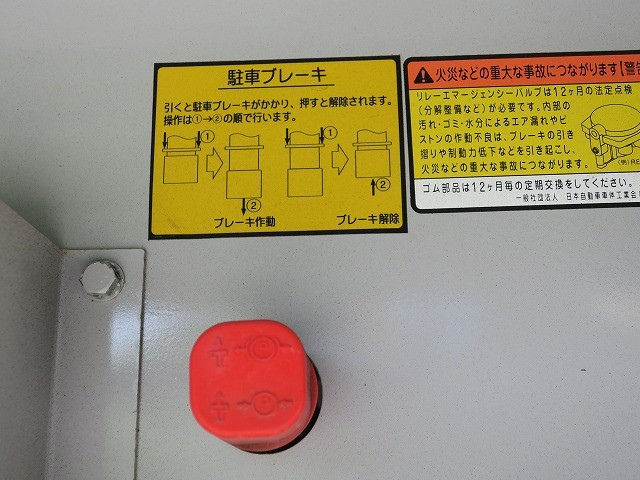 駐車ブレーキ
引くと駐車ブレーキがかかり、押すと解除されます。
操作は①→②の順で行います。
① ①
② ②
ブレーキ作動 ブレーキ解除
火災などの重大な事故につながります【警告
リレーエマージェンシーバルブは12ヶ月の法定点検
(分解整備など)が必要です。内部の
汚れ・ゴミ・水分によるエア漏れやピ
ストンの作動不良は、ブレーキの引き
摺りや制動力低下などを引き起こし、
火災などの重大な事故につながります。
(例)RE
ゴム部品は12ヶ月毎の定期交換をしてください。
一般社団法人 日本自動車車体工業会